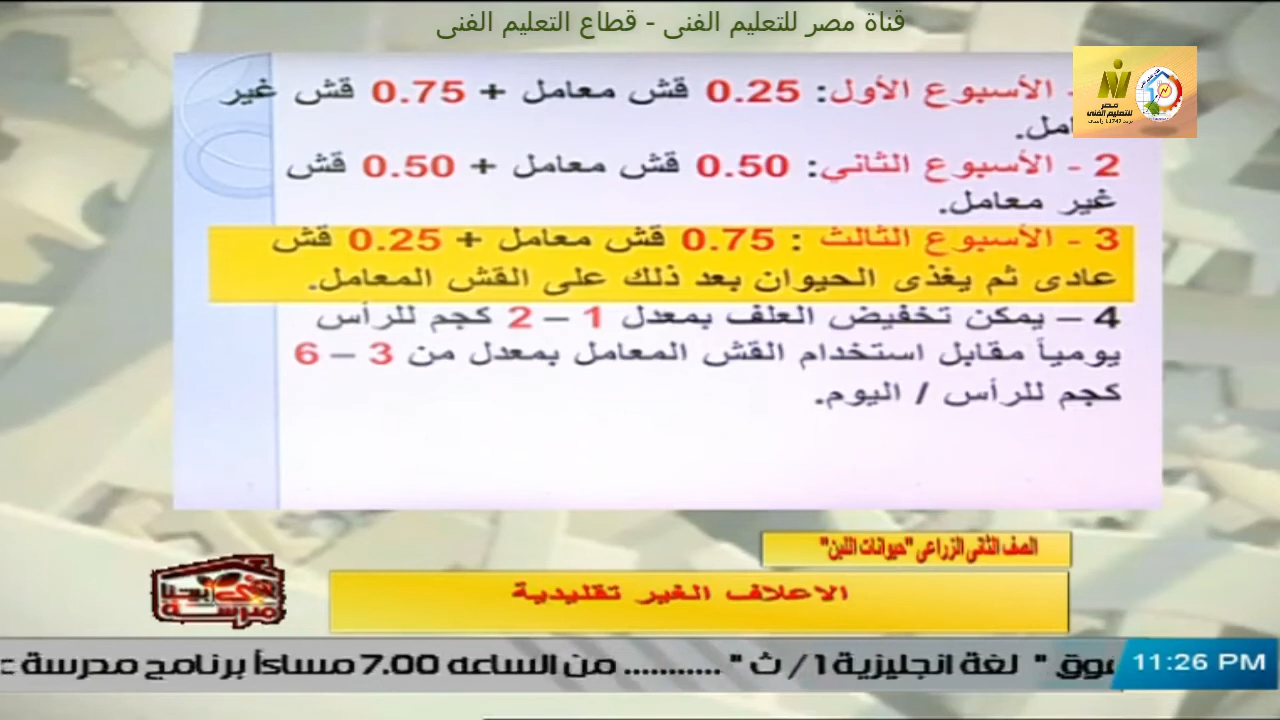 قناة مصر للتعليم الفنى - قطاع التعليم الفنى
- الأسبوع الأول: 0.25 قش معامل + 0.75 قش غير
2 - الأسبوع الثاني: 0.50 قش معامل + 0.50 قش
غير معامل.
3 - الأسبوع الثالث : 0.75 قش معامل + 0.25 قش
عادى ثم يغذى الحيوان بعد ذلك على القش المعامل.
4 – يمكن تخفيض العلف بمعدل 1 – 2 كجم للرأس
يومياً مقابل استخدام القش المعامل بمعدل من 3 – 6
كجم للرأس / اليوم.
مصر
للتعليم الفنى
الصف الثانى الزراعى "حيوانات اللبن"
الاعلاف الغير تقليدية
مدرسة
" لغة انجليزية 1/ ث " ........... من الساعه 7.00 مساءاً برنامج مدرسة
11:26 PM